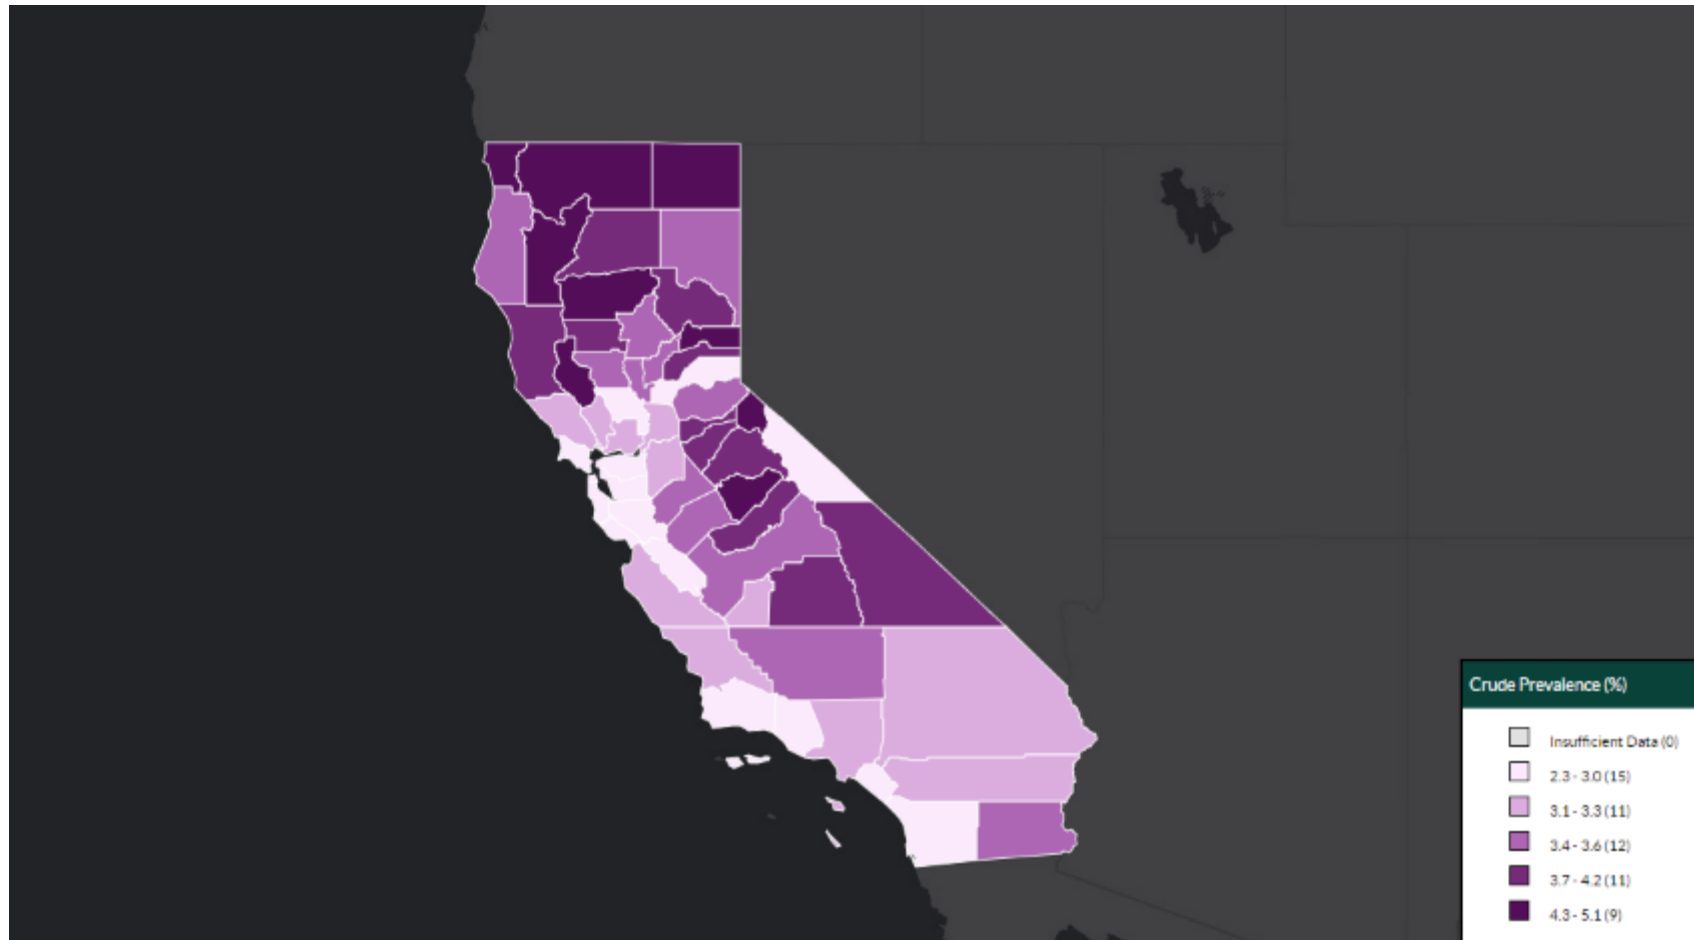 Crude Prevalence (%)
Insufficient Data (0)
2.3 - 3.0 (15)
3.1 - 3.3 (11)
3.4 - 3.6 (12)
3.7 - 4.2 (11)
4.3 - 5.1 (9)